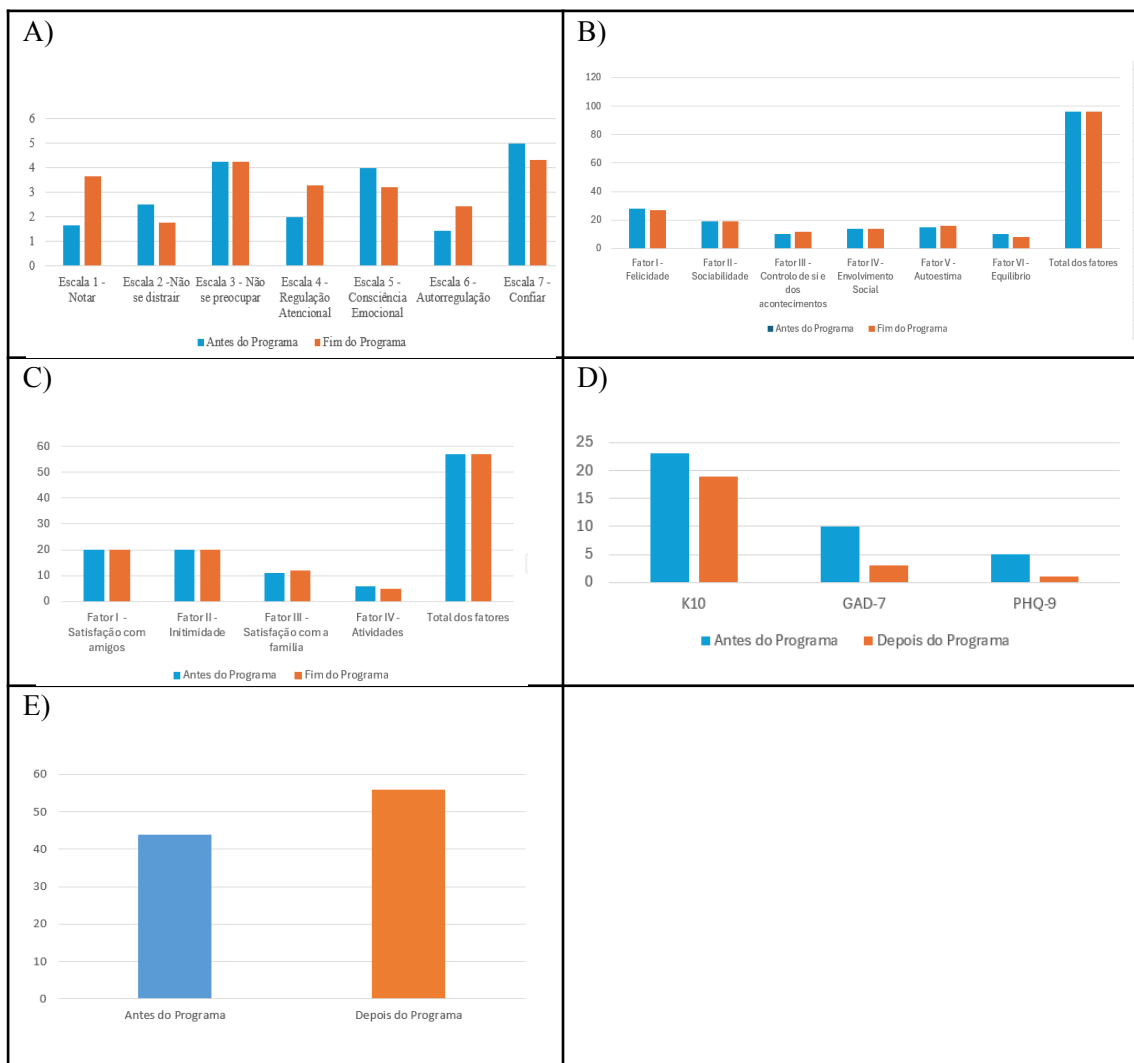 A)
6
5
4
3
2
1
0
Escala 1 -
Notar
Escala 2 -Não
se distrair
Escala 3 - Não
se preocupar
Escala 4 -
Regulação
Atencional
Escala 5 -
Consciência
Emocional
Escala 6 -
Autorregulação
Escala 7 -
Confiar
Antes do Programa
Fim do Programa
B)
120
100
80
60
40
20
0
Fator I -
Felicidade
Fator II -
Sociabilidade
Fator III -
Controlo de si e
dos
acontecimentos
Fator IV -
Envolvimento
Social
Fator V -
Autoestima
Fator VI -
Equilíbrio
Total dos fatores
Antes do Programa
Fim do Programa
C)
60
50
40
30
20
10
0
Fator I -
Satisfação com
amigos
Fator II -
Initimidade
Fator III -
Satisfação com a
família
Fator IV -
Atividades
Total dos fatores
Antes do Programa
Fim do Programa
D)
25
20
15
10
5
0
K10
GAD-7
PHQ-9
Antes do Programa
Depois do Programa
E)
60
50
40
30
20
10
0
Antes do Programa
Depois do Programa